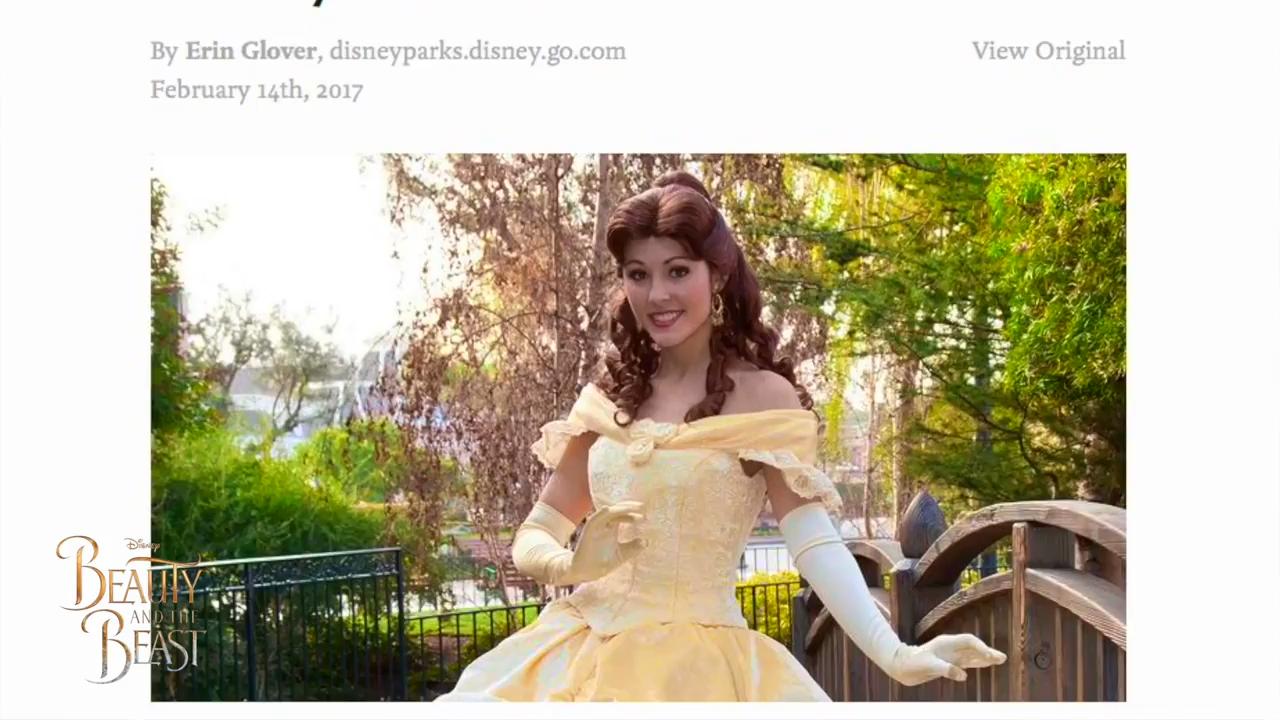 By Erin Glover, disneyparks.disney.go.com
View Original
February 14th, 2017
Disney
BEAUTY
AND THE
BEAST